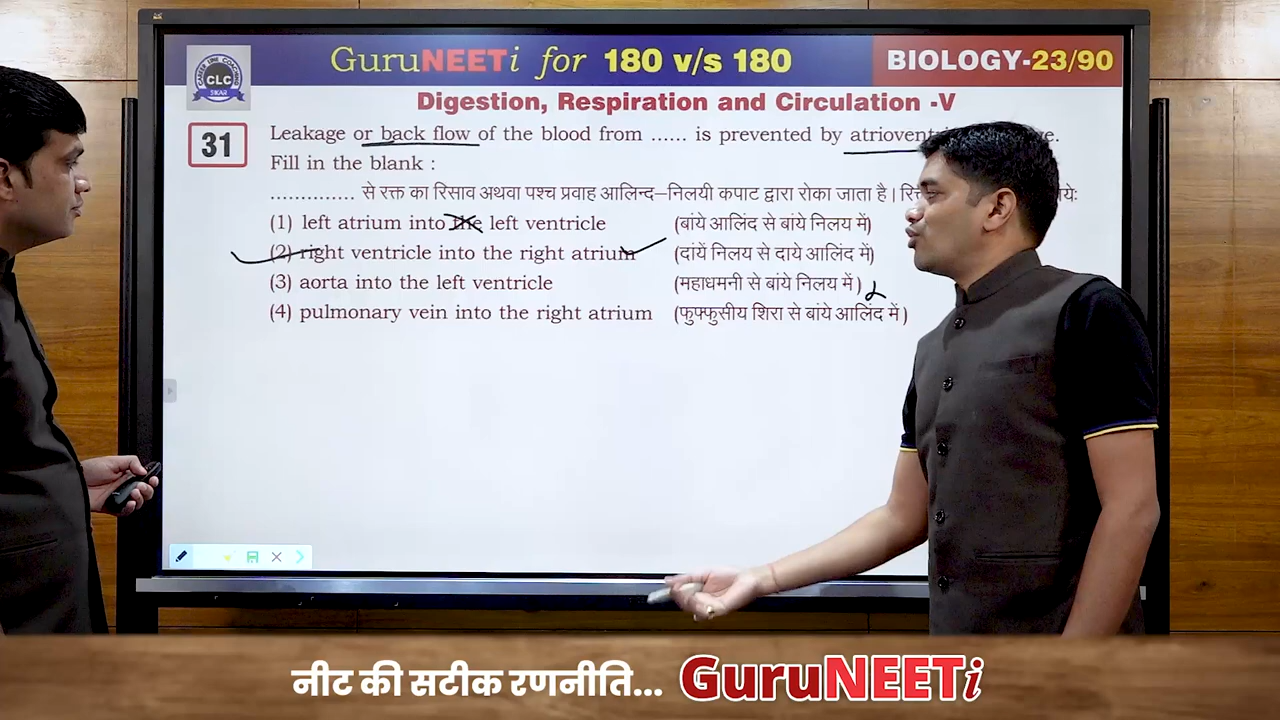 GuruNEETi for 180 v/s 180
BIOLOGY-23/90
CLC
SIKAR
Digestion, Respiration and Circulation -V
31
Leakage or back flow of the blood from ...... is prevented by
Fill in the blank :
.............. से रक्त का रिसाव अथवा पश्च प्रवाह आलिन्द–निलयी कपाट द्वारा रोका जाता है।
(1) left atrium into the left ventricle (बांये आलिंद से बांये निलय में)
(2) right ventricle into the right atrium (दांयें निलय से दाये आलिंद में)
(3) aorta into the left ventricle (महाधमनी से बांये निलय में)
(4) pulmonary vein into the right atrium (फुफ्फुसीय शिरा से बांये आलिंद में)
नीट की सटीक रणनीति... GuruNEETi